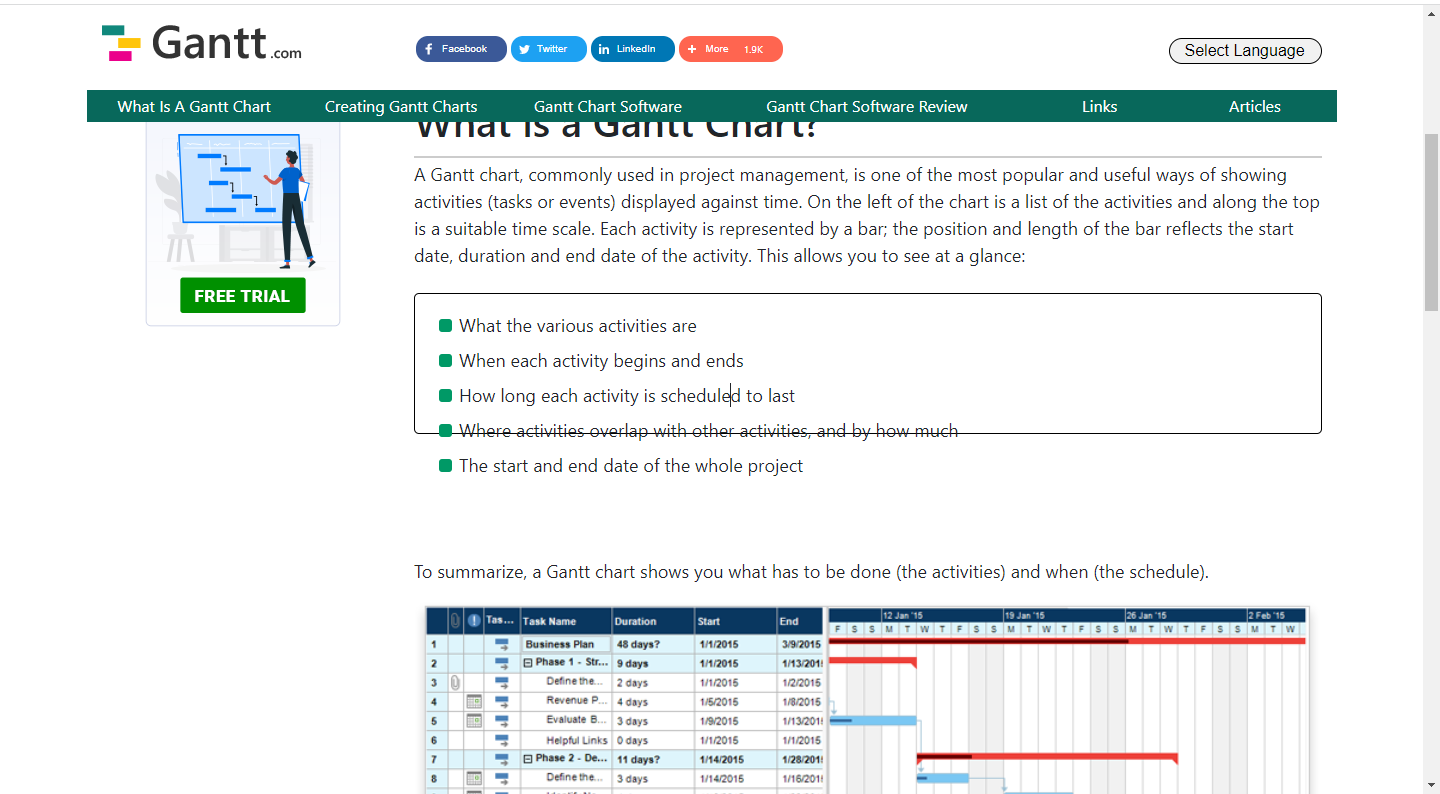 Gantt.com
Facebook
Twitter
LinkedIn
More 1.9K
Select Language
What Is A Gantt Chart
Creating Gantt Charts
Gantt Chart Software
Gantt Chart Software Review
Links
Articles
FREE TRIAL
What is a Gantt Chart?
A Gantt chart, commonly used in project management, is one of the most popular and useful ways of showing
activities (tasks or events) displayed against time. On the left of the chart is a list of the activities and along the top
is a suitable time scale. Each activity is represented by a bar; the position and length of the bar reflects the start
date, duration and end date of the activity. This allows you to see at a glance:
What the various activities are
When each activity begins and ends
How long each activity is scheduled to last
Where activities overlap with other activities, and by how much
The start and end date of the whole project
To summarize, a Gantt chart shows you what has to be done (the activities) and when (the schedule).
Tas... Task Name Duration Start End 12 Jan '15 19 Jan '15 26 Jan '15 2 Feb '15
F S S M T W T F S S M T W T F S S M T W T F S S M T W
1 Business Plan 48 days? 1/1/2015 3/9/2015
2 Phase 1 - Str... 9 days 1/1/2015 1/13/201
3 Define the... 2 days 1/1/2015 1/2/2015
4 Revenue P... 4 days 1/5/2015 1/8/2015
5 Evaluate B... 3 days 1/9/2015 1/13/201
6 Helpful Links 0 days 1/1/2015 1/1/2015
7 Phase 2 - De... 11 days? 1/14/2015 1/28/201
8 Define the... 3 days 1/14/2015 1/16/201